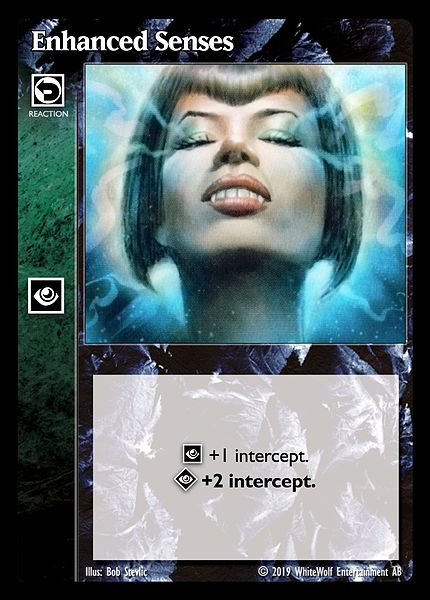 Enhanced Senses
REACTION
+1 intercept.
+2 intercept.
Illus: Bob Stevlic © 2019 WhiteWolf Entertainment AB